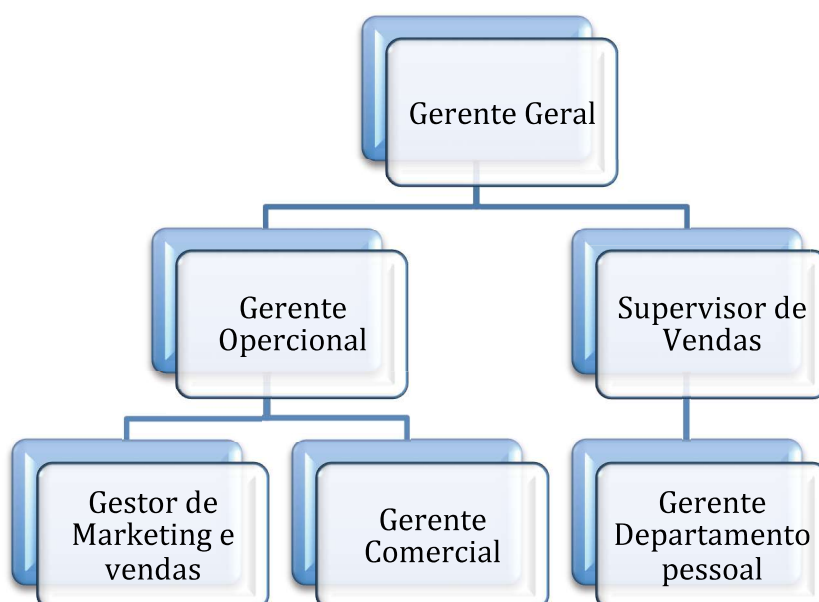 Gerente Geral
Gerente
Opercional
Supervisor de
Vendas
Gestor de
Marketing e
vendas
Gerente
Comercial
Gerente
Departamento
pessoal